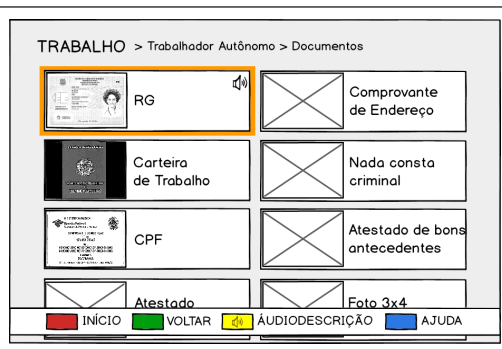 TRABALHO > Trabalhador Autônomo > Documentos
RG
Comprovante
de Endereço
Carteira
de Trabalho
Nada consta
criminal
CPF
Atestado de bons
antecedentes
Atestado
Foto 3x4
INÍCIO VOLTAR ÁUDIODESCRIÇÃO AJUDA